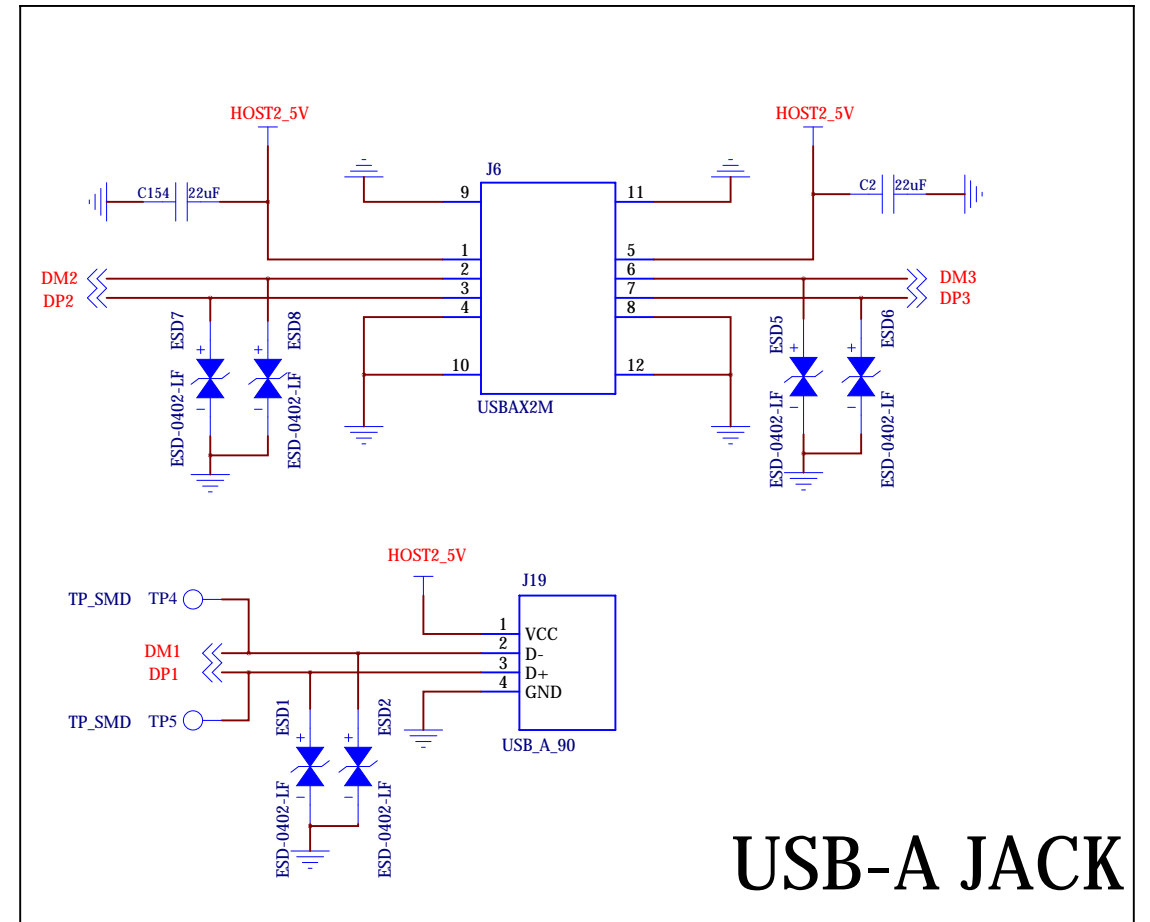 HOST2_5V
HOST2_5V
J6
C154 22uF
9
11
C2 22uF
1
5
DM2
2
6
DM3
DP2
3
7
DP3
4
8
ESD7
ESD8
ESD5
ESD6
+
+
+
+
10
12
ESD-0402-LF
ESD-0402-LF
ESD-0402-LF
ESD-0402-LF
USBAX2M
HOST2_5V
J19
TP_SMD TP4
1 VCC
DM1
2 D-
DP1
3 D+
4 GND
TP_SMD TP5
ESD1
ESD2
USB_A_90
+
+
ESD-0402-LF
ESD-0402-LF
USB-A JACK